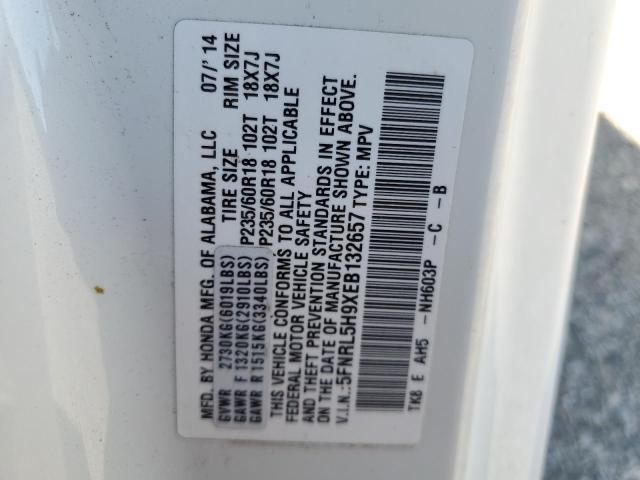 MFD. BY HONDA MFG. OF ALABAMA, LLC 07/'14
TIRE SIZE RIM SIZE
GVWR 2730KG(6019LBS)
GAWR F 1320KG(2910LBS) P235/60R18 102T 18X7J
GAWR R 1515KG(3340LBS) P235/60R18 102T 18X7J
THIS VEHICLE CONFORMS TO ALL APPLICABLE
FEDERAL MOTOR VEHICLE SAFETY
AND THEFT PREVENTION STANDARDS IN EFFECT
ON THE DATE OF MANUFACTURE SHOWN ABOVE.
V.I.N.:5FNRL5H9XEB132657 TYPE: MPV
TK8 E AH5 -NH603P -C -B